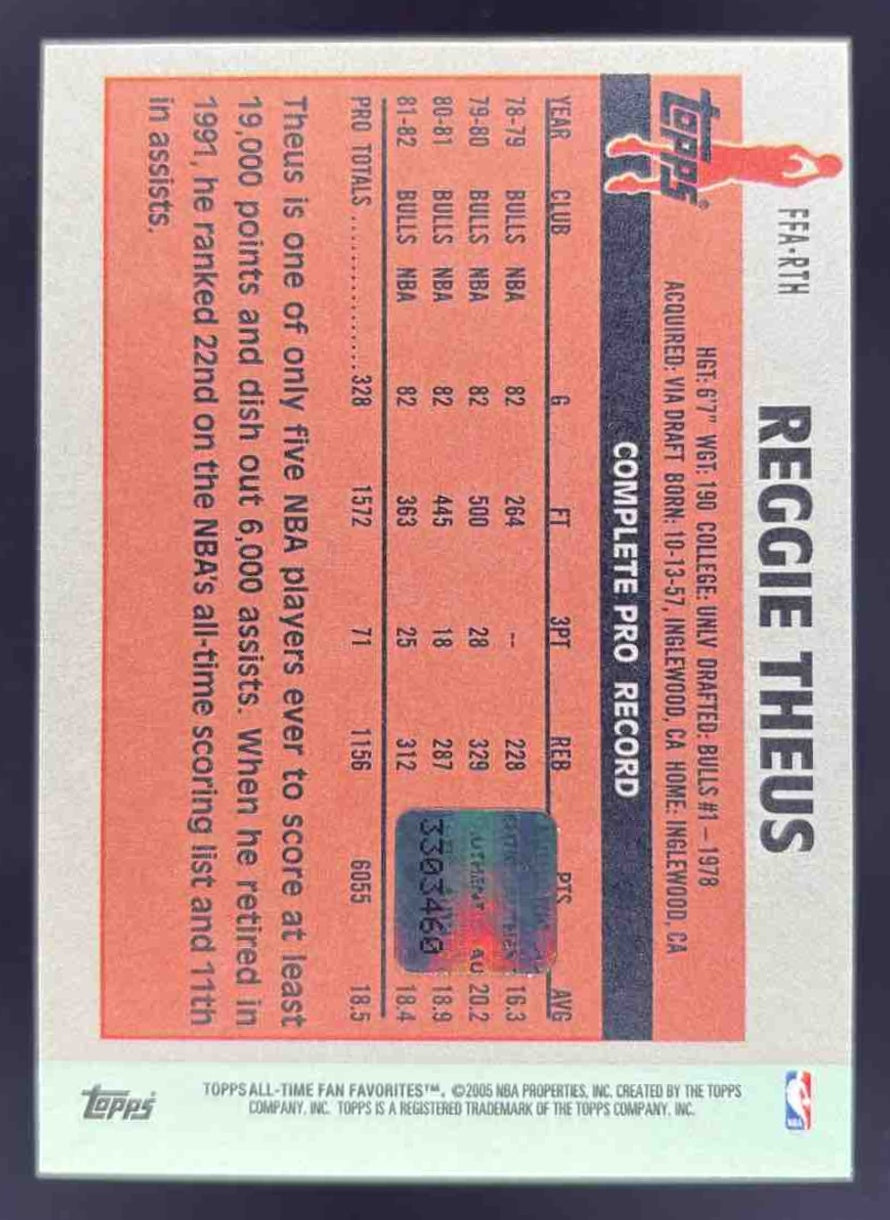 topps®
FFA-RTH
REGGIE THEUS
HGT: 6'7" WGT: 190 COLLEGE: UNLV DRAFTED: BULLS #1 – 1978
ACQUIRED: VIA DRAFT BORN: 10-13-57, INGLEWOOD, CA HOME: INGLEWOOD, CA
COMPLETE PRO RECORD
YEAR CLUB G FT 3PT REB PTS AVG
78-79 BULLS NBA 82 264 -- 228 16.3
79-80 BULLS NBA 82 500 28 329 20.2
80-81 BULLS NBA 82 445 18 287 18.9
81-82 BULLS NBA 82 363 25 312 18.4
PRO TOTALS ................ 328 1572 71 1156 6055 18.5
3303460
Theus is one of only five NBA players ever to score at least
19,000 points and dish out 6,000 assists. When he retired in
1991, he ranked 22nd on the NBA's all-time scoring list and 11th
in assists.
NBA
TOPPS ALL-TIME FAN FAVORITES™. ©2005 NBA PROPERTIES, INC. CREATED BY THE TOPPS
COMPANY, INC. TOPPS IS A REGISTERED TRADEMARK OF THE TOPPS COMPANY, INC.
topps